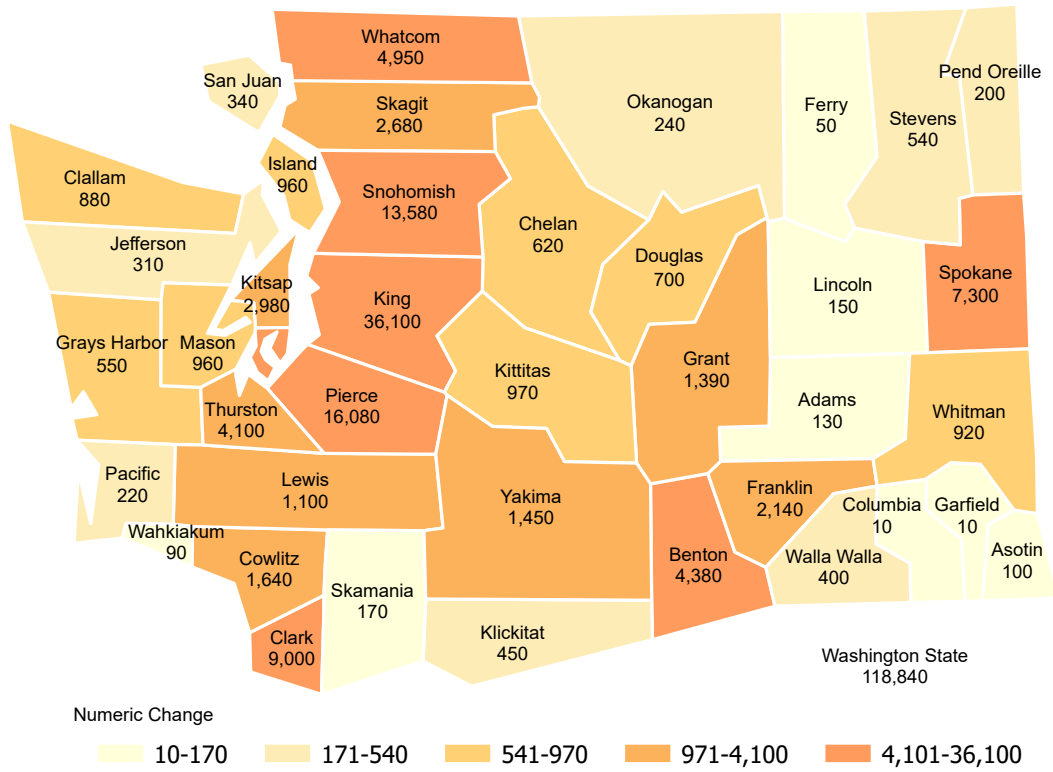 Whatcom
4,950
San Juan
340
Skagit
2,680
Okanogan
240
Ferry
50
Stevens
540
Pend Oreille
200
Clallam
880
Island
960
Snohomish
13,580
Chelan
620
Douglas
700
Jefferson
310
Kitsap
2,980
King
36,100
Lincoln
150
Spokane
7,300
Grays Harbor
550
Mason
960
Kittitas
970
Grant
1,390
Thurston
4,100
Pierce
16,080
Adams
130
Whitman
920
Pacific
220
Lewis
1,100
Yakima
1,450
Franklin
2,140
Columbia
10
Garfield
10
Wahkiakum
90
Cowlitz
1,640
Skamania
170
Benton
4,380
Walla Walla
400
Asotin
100
Clark
9,000
Klickitat
450
Washington State
118,840
Numeric Change
10-170
171-540
541-970
971-4,100
4,101-36,100